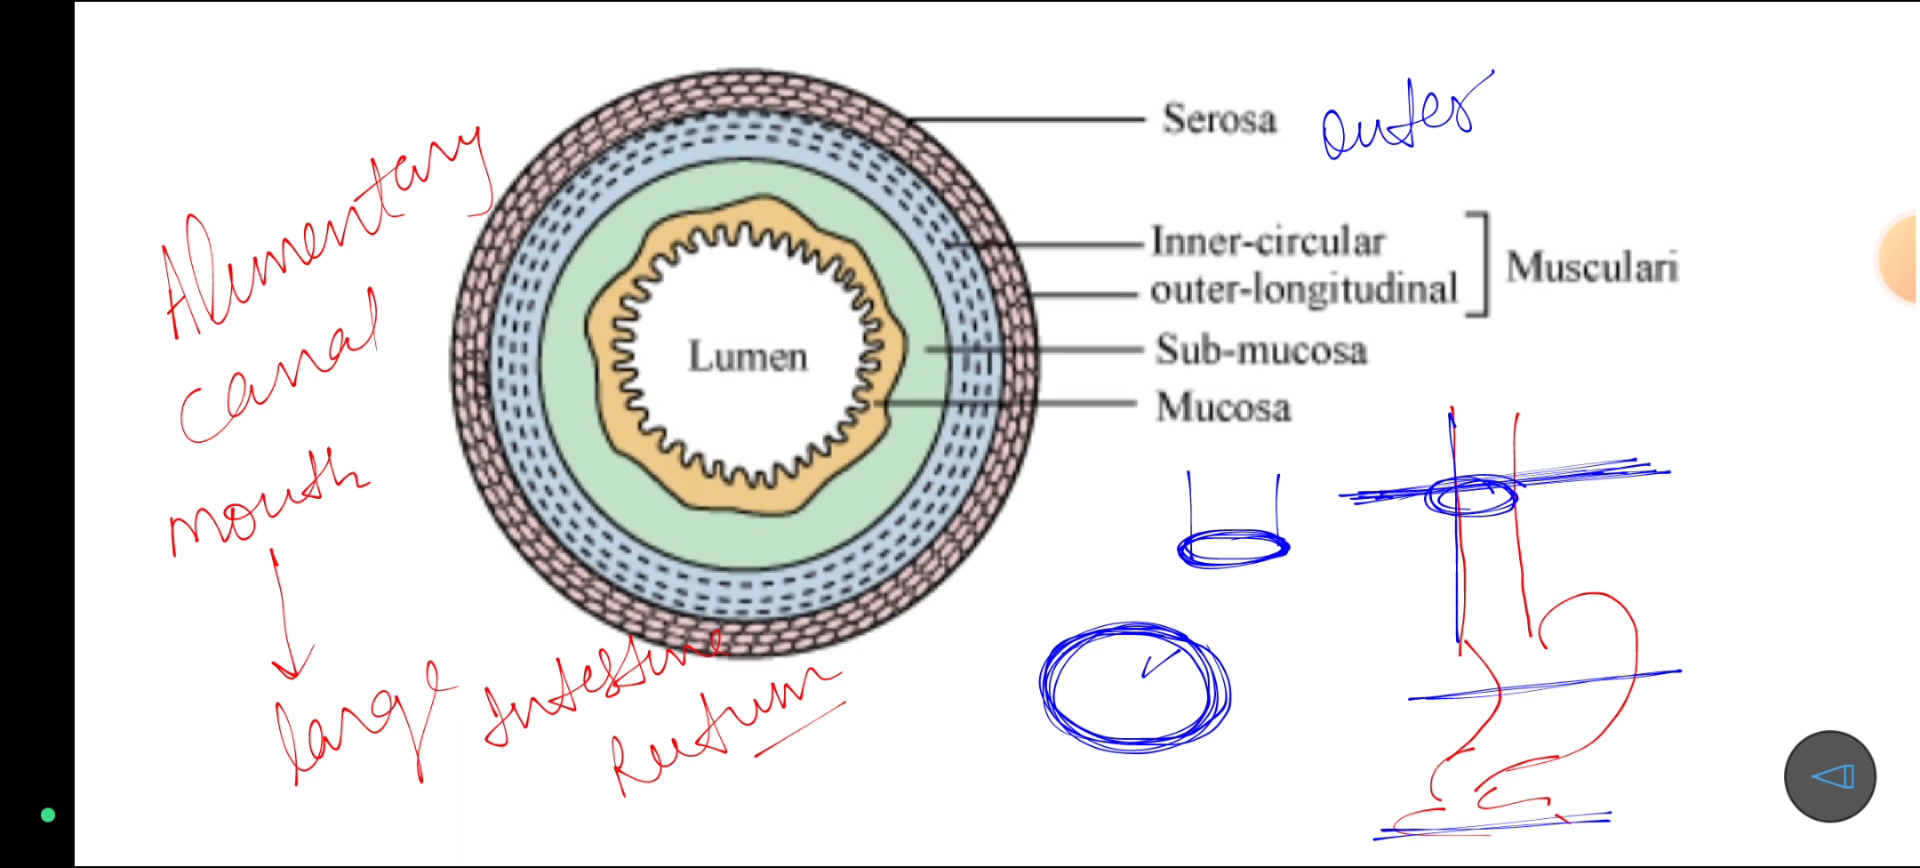 Alimentary
canal
mouth
large Intestine
Rectum
Lumen
Serosa outer
Inner-circular
outer-longitudinal
Musculari
Sub-mucosa
Mucosa